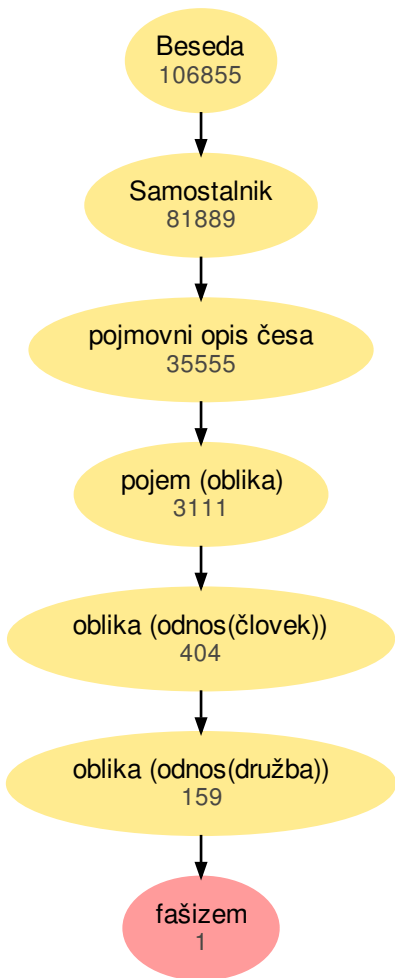 Beseda
106855
Samostalnik
81889
pojmovni opis česa
35555
pojem (oblika)
3111
oblika (odnos(človek))
404
oblika (odnos(družba))
159
fašizem
1